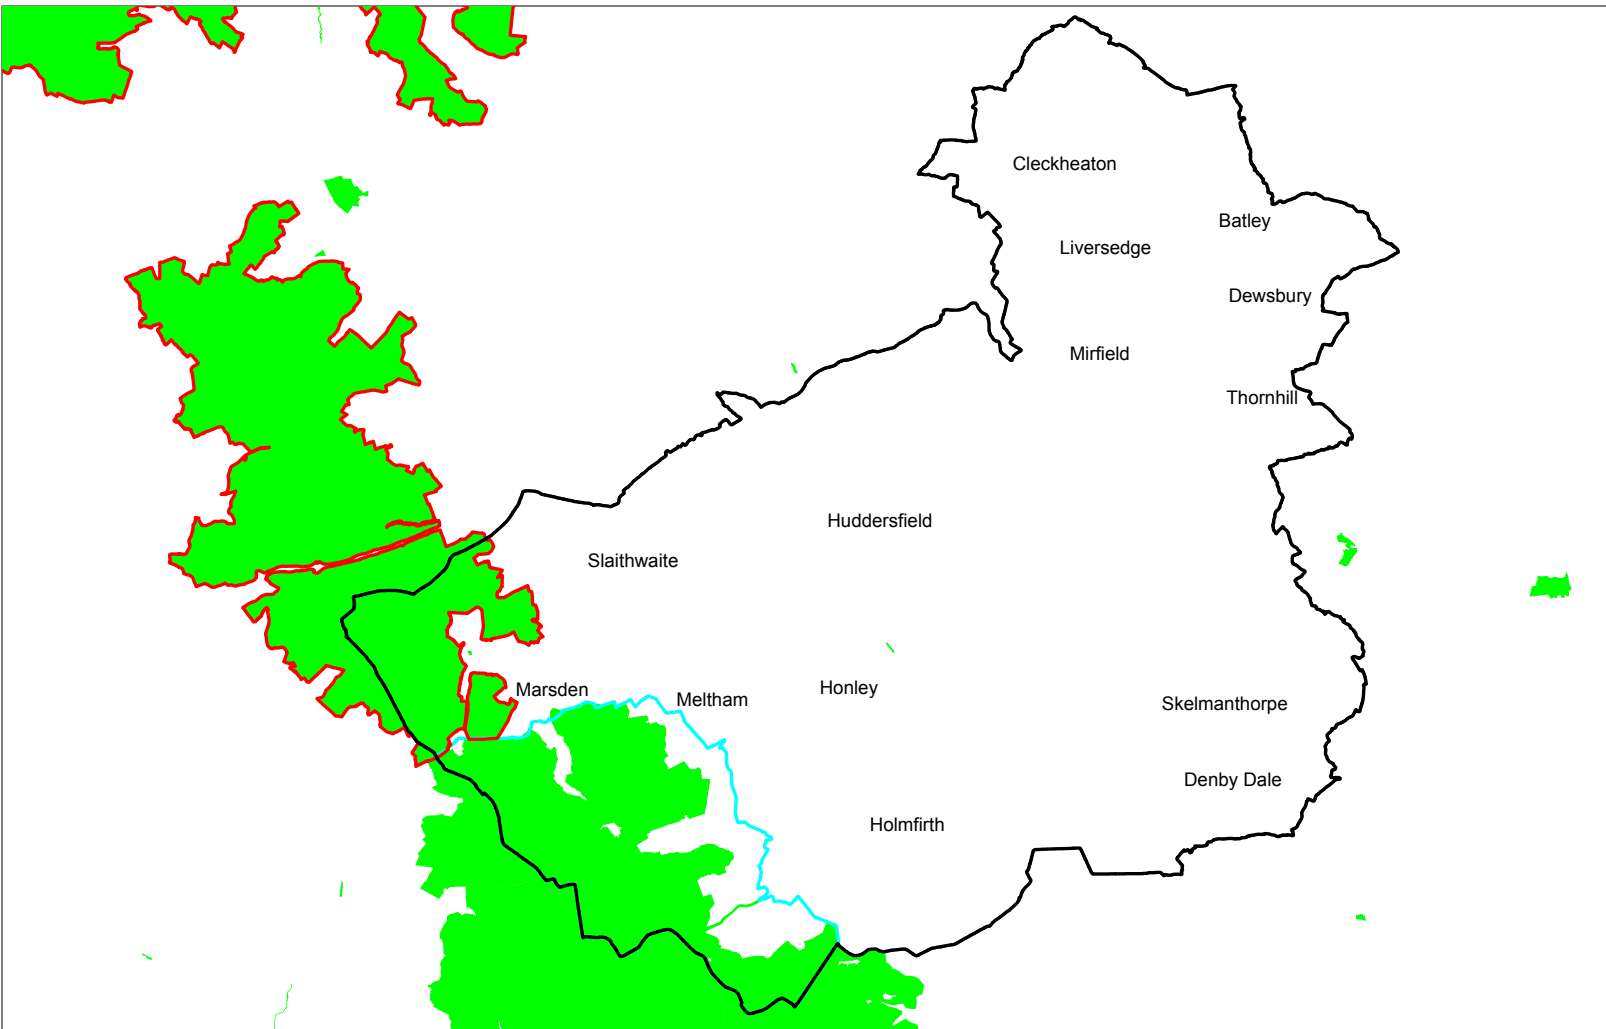 Cleckheaton
Batley
Liversedge
Dewsbury
Mirfield
Thornhill
Huddersfield
Slaithwaite
Marsden
Meltham
Honley
Skelmanthorpe
Denby Dale
Holmfirth